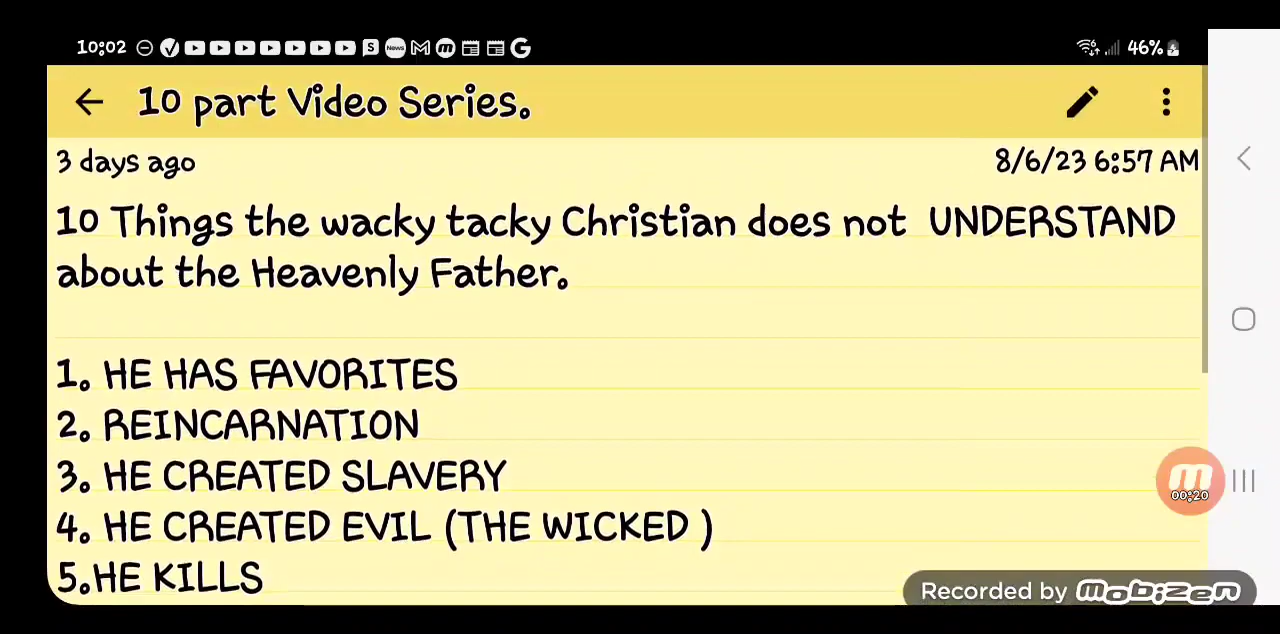 10:02 S News M m G 46%
← 10 part Video Series.
3 days ago 8/6/23 6:57 AM
10 Things the wacky tacky Christian does not UNDERSTAND
about the Heavenly Father.
1. HE HAS FAVORITES
2. REINCARNATION
3. HE CREATED SLAVERY
4. HE CREATED EVIL (THE WICKED )
5.HE KILLS
00:20
Recorded by Mobizen